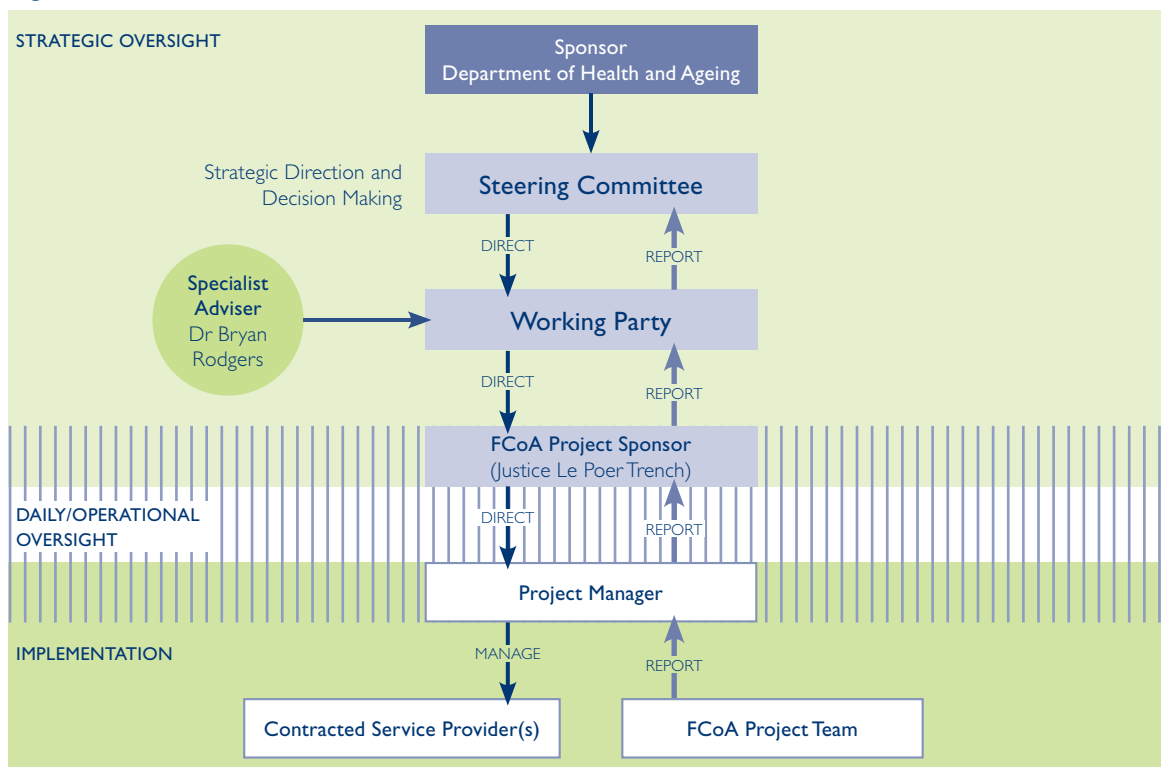 STRATEGIC OVERSIGHT
Sponsor
Department of Health and Ageing
Strategic Direction and
Decision Making
Steering Committee
DIRECT
REPORT
Specialist
Adviser
Dr Bryan
Rodgers
Working Party
DIRECT
REPORT
FCoA Project Sponsor
(Justice Le Poer Trench)
DAILY/OPERATIONAL
OVERSIGHT
DIRECT
REPORT
Project Manager
IMPLEMENTATION
MANAGE
REPORT
Contracted Service Provider(s)
FCoA Project Team